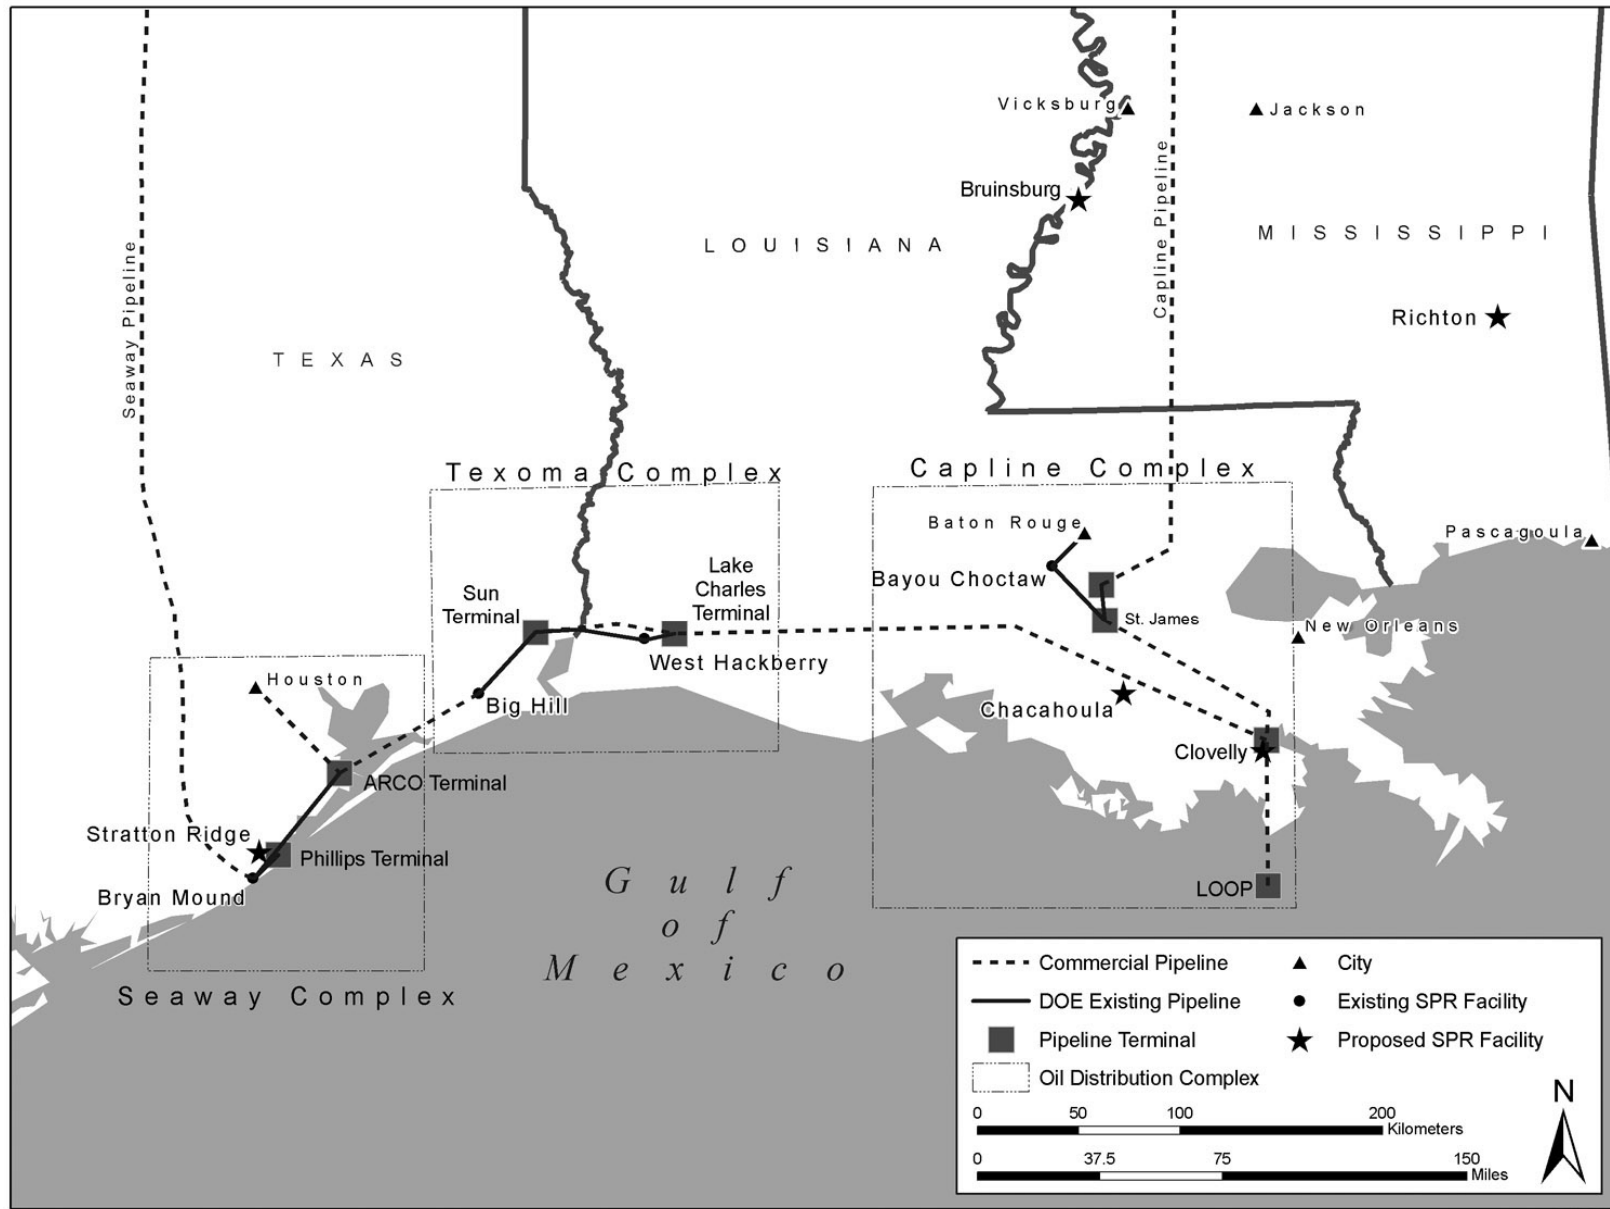 Vicksburg
Jackson
Bruinsburg
Capline Pipeline
LOUISIANA
MISSISSIPPI
Seaway Pipeline
Richton
TEXAS
Texoma Complex
Capline Complex
Baton Rouge
Pascagoula
Lake
Charles
Terminal
Sun
Terminal
Bayou Choctaw
St. James
New Orleans
West Hackberry
Houston
Big Hill
Chacahoula
Clovelly
ARCO Terminal
Stratton Ridge
Phillips Terminal
Bryan Mound
LOOP
Gulf
of
Mexico
Seaway Complex
Commercial Pipeline
City
DOE Existing Pipeline
Existing SPR Facility
Pipeline Terminal
Proposed SPR Facility
Oil Distribution Complex
N
0 50 100 200
Kilometers
0 37.5 75 150
Miles